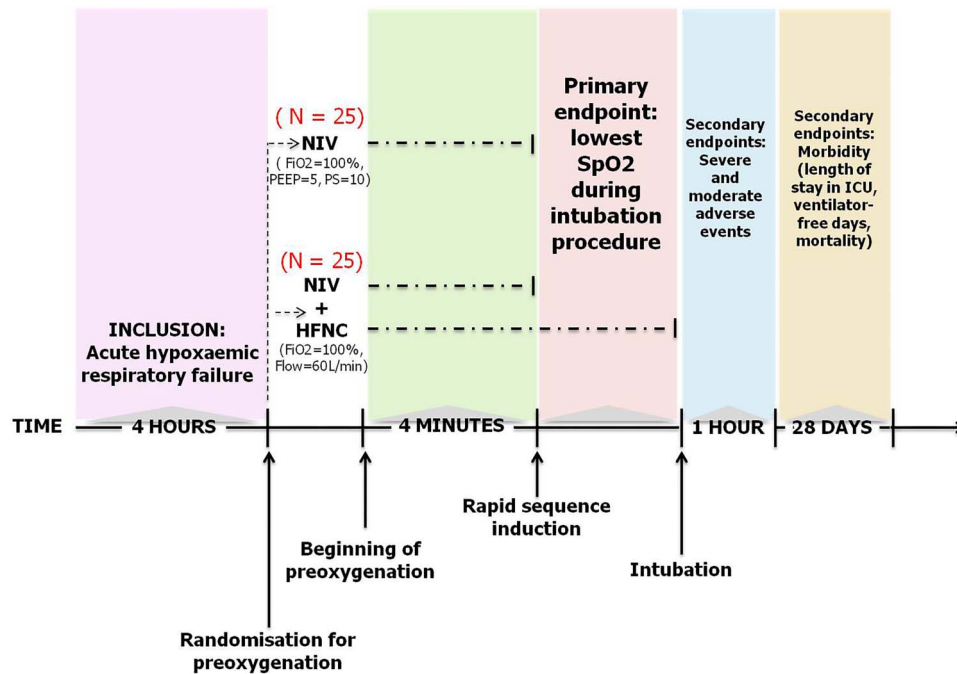 ( N = 25)
NIV
( FiO2=100%,
PEEP=5, PS=10)
(N = 25)
NIV
+
HFNC
(FiO2=100%,
Flow=60L/min)
INCLUSION:
Acute hypoxaemic
respiratory failure
Primary
endpoint:
lowest
SpO2
during
intubation
procedure
Secondary
endpoints:
Severe
and
moderate
adverse
events
Secondary
endpoints:
Morbidity
(length of
stay in ICU,
ventilator-
free days,
mortality)
TIME
4 HOURS
4 MINUTES
1 HOUR
28 DAYS
Rapid sequence
induction
Beginning of
preoxygenation
Intubation
Randomisation for
preoxygenation